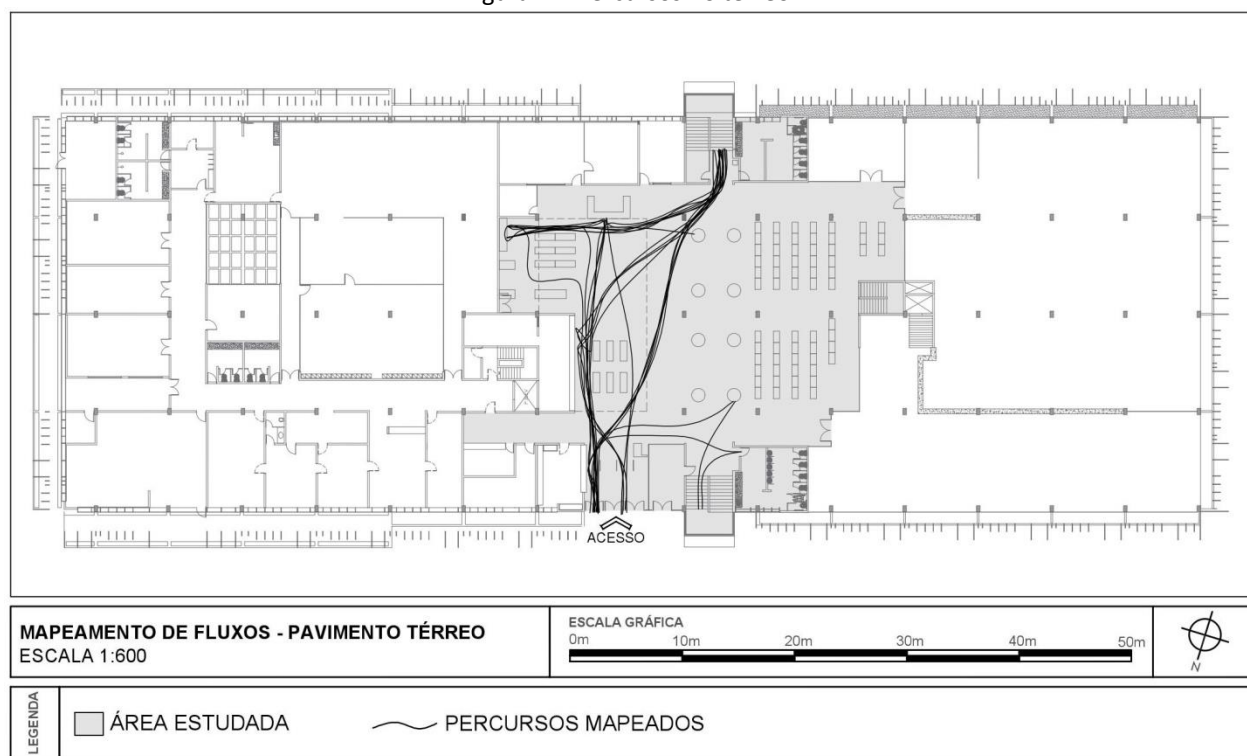 ACESSO
MAPEAMENTO DE FLUXOS - PAVIMENTO TÉRREO
ESCALA 1:600
ESCALA GRÁFICA
0m 10m 20m 30m 40m 50m
N
LEGENDA
ÁREA ESTUDADA
PERCURSOS MAPEADOS